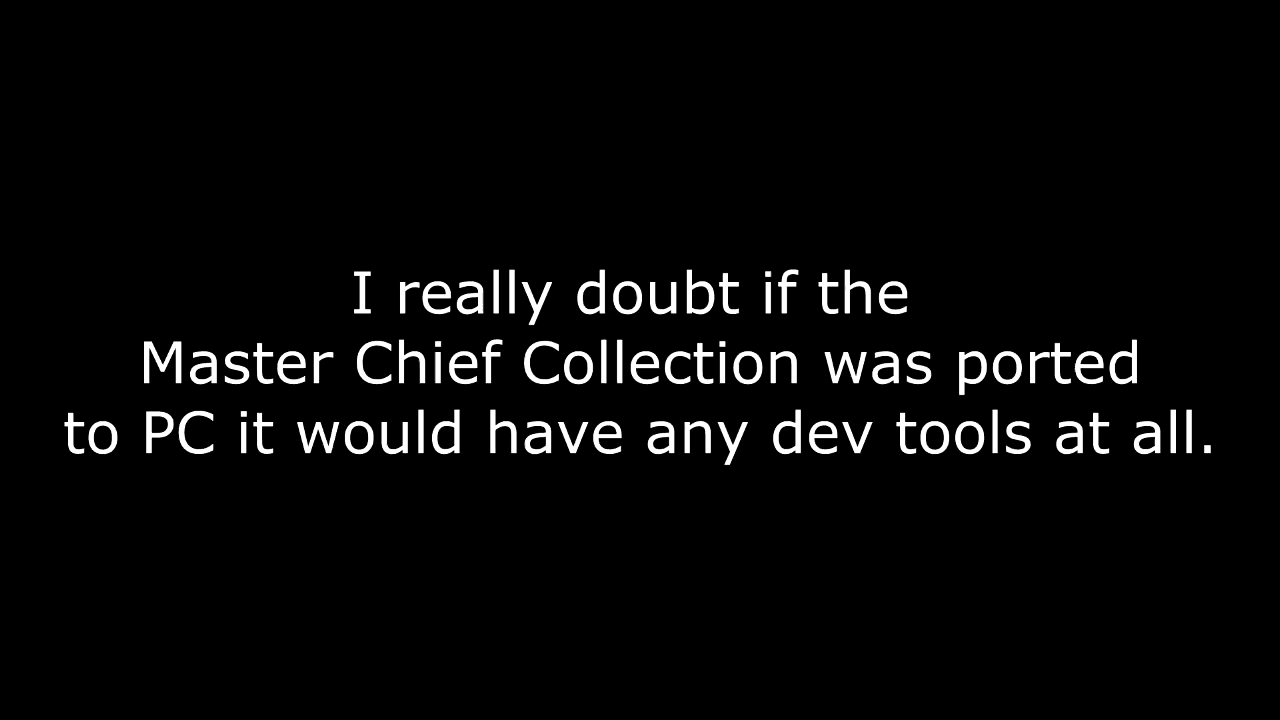 I really doubt if the
Master Chief Collection was ported
to PC it would have any dev tools at all.